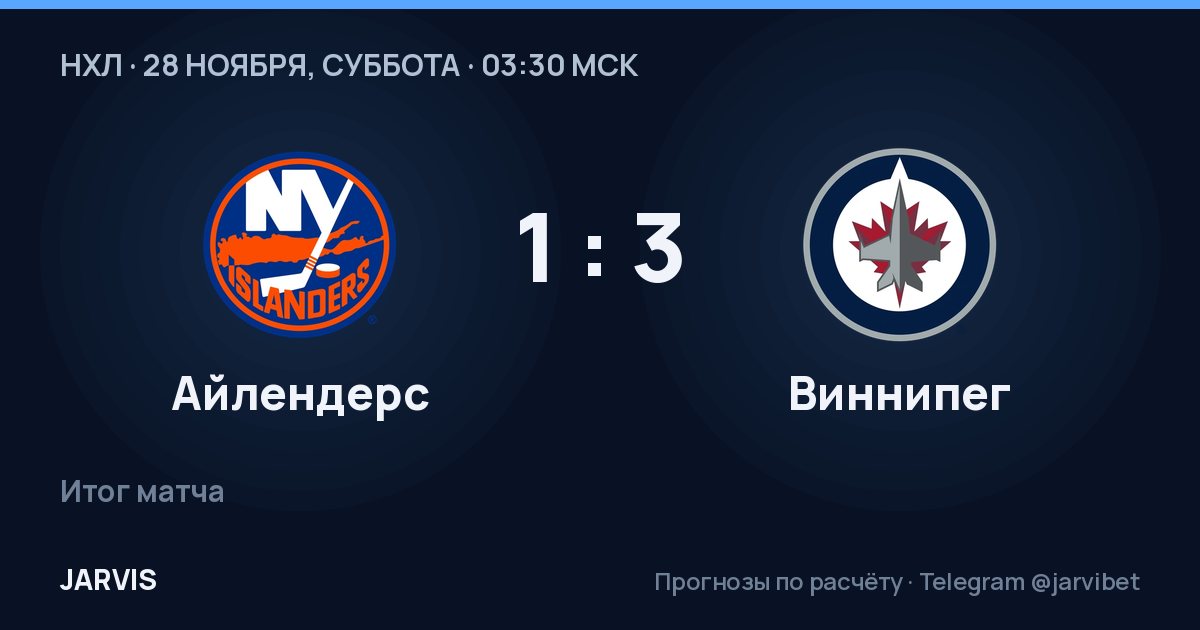 НХЛ · 28 НОЯБРЯ, СУББОТА · 03:30 МСК
NY
ISLANDERS
®
1 : 3
Айлендерс
Виннипег
Итог матча
JARVIS
Прогнозы по расчёту · Telegram @jarvibet